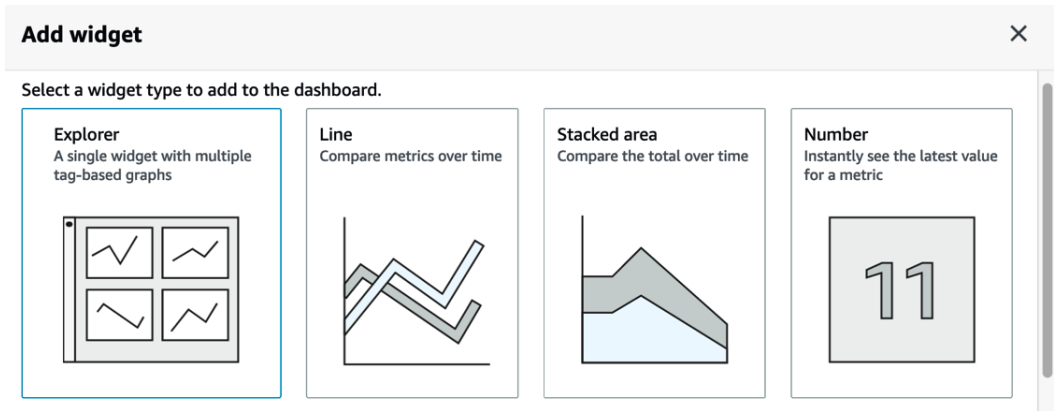 Add widget
Select a widget type to add to the dashboard.
Explorer
A single widget with multiple
tag-based graphs
Line
Compare metrics over time
Stacked area
Compare the total over time
Number
Instantly see the latest value
for a metric
11